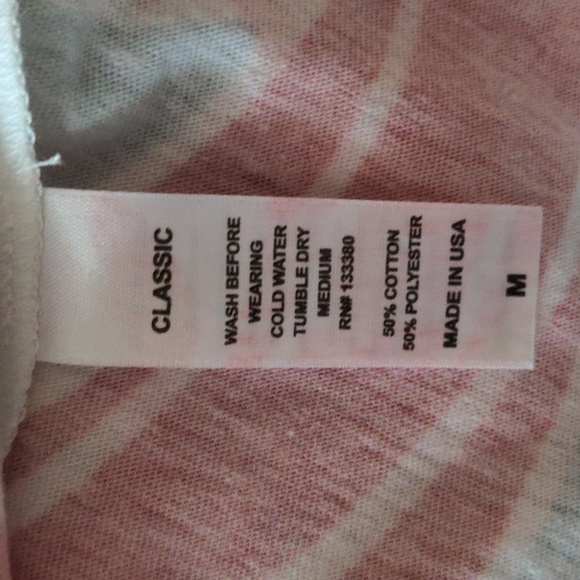 CLASSIC
WASH BEFORE
WEARING
COLD WATER
TUMBLE DRY
MEDIUM
RN# 133380
50% COTTON
50% POLYESTER
MADE IN USA
M